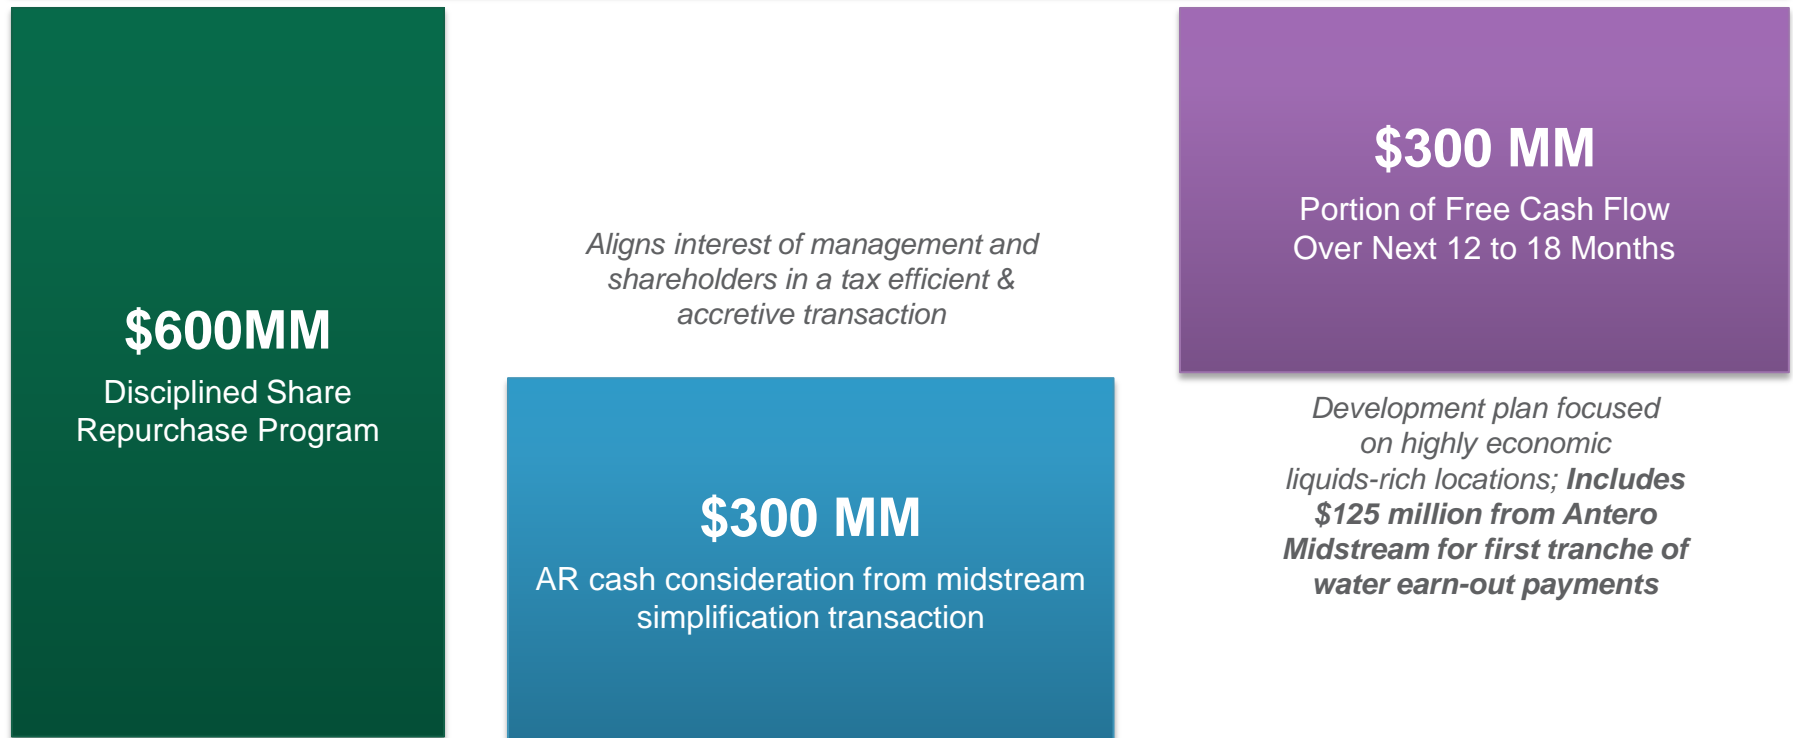 $600MM
Disciplined Share
Repurchase Program
Aligns interest of management and
shareholders in a tax efficient &
accretive transaction
$300 MM
AR cash consideration from midstream
simplification transaction
$300 MM
Portion of Free Cash Flow
Over Next 12 to 18 Months
Development plan focused
on highly economic
liquids-rich locations; Includes
$125 million from Antero
Midstream for first tranche of
water earn-out payments